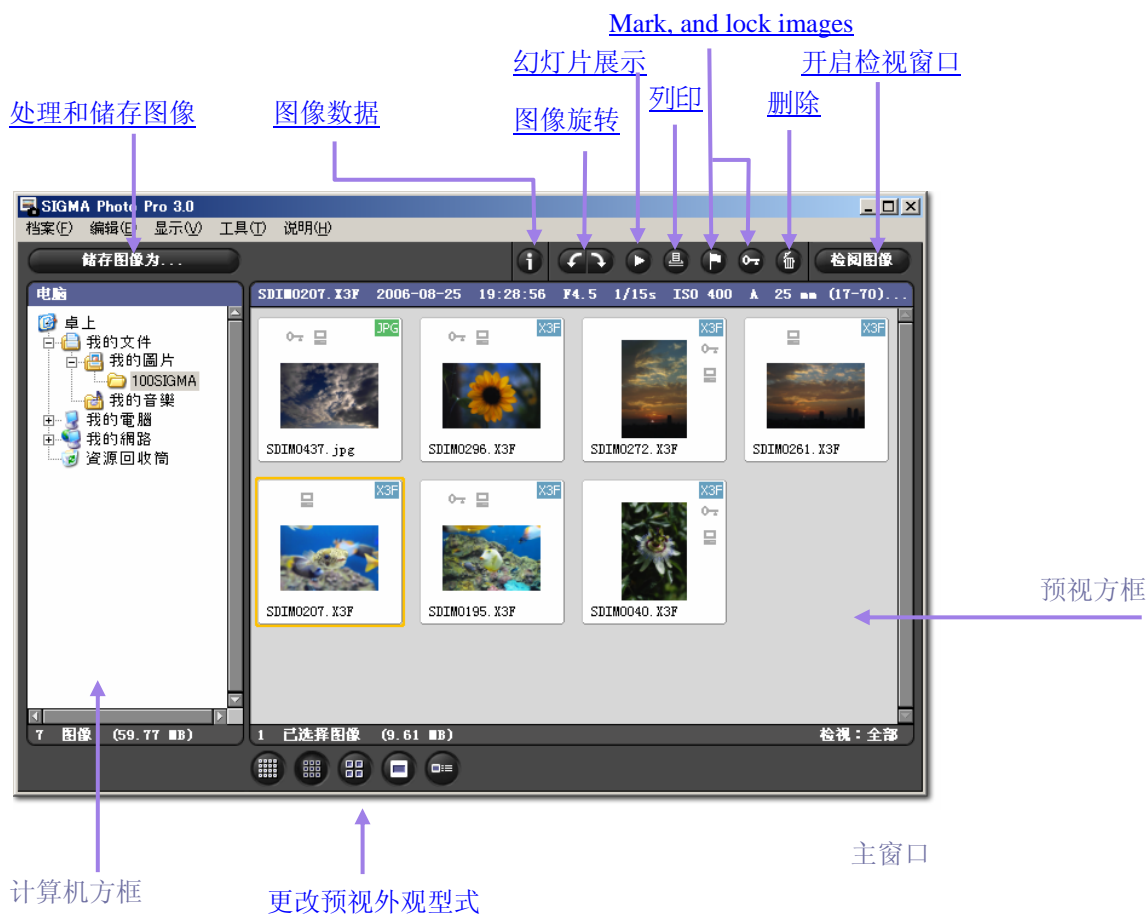 Mark, and lock images
幻灯片展示
开启检视窗口
处理和储存图像
图像数据
图像旋转
列印
删除
SIGMA Photo Pro 3.0
档案(F) 编辑(E) 显示(V) 工具(T) 说明(H)
储存图像为...
检阅图像
电脑
SDIM0207.X3F 2006-08-25 19:28:56 F4.5 1/15s ISO 400 A 25 mm (17-70)...
卓上
我的文件
我的圖片
100SIGMA
我的音樂
我的電腦
我的網路
資源回收筒
JPG
X3F
X3F
X3F
SDIM0437.jpg
SDIM0296.X3F
SDIM0272.X3F
SDIM0261.X3F
X3F
X3F
X3F
SDIM0207.X3F
SDIM0195.X3F
SDIM0040.X3F
预视方框
7 图像 (59.77 MB)
1 已选择图像 (9.61 MB)
检视：全部
主窗口
计算机方框
更改预视外观型式